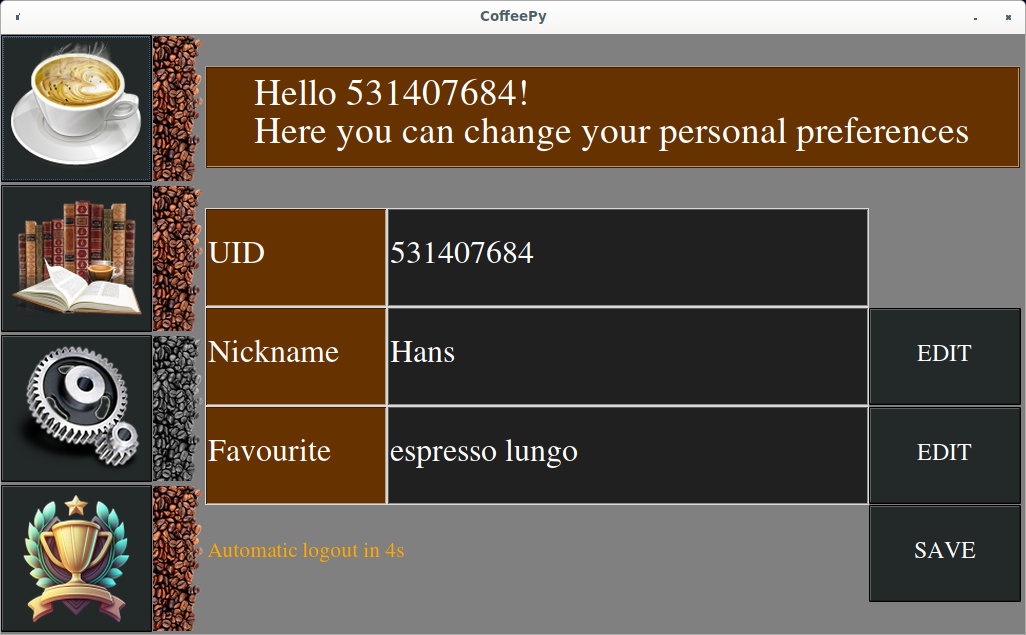 CoffeePy
Hello 531407684!
Here you can change your personal preferences
UID 531407684
Nickname Hans EDIT
Favourite espresso lungo EDIT
Automatic logout in 4s SAVE